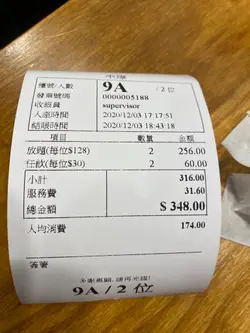 檯號/人數 9A / 2 位
發票號碼 0000005188
收銀員 supervisor
入座時間 2020/12/03 17:17:51
結賬時間 2020/12/03 18:43:18
項目 數量 金額
放題(每位$128) 2 256.00
任飲(每位$30) 2 60.00
小計 316.00
服務費 31.60
總金額 $ 348.00
人均消費 174.00
9A / 2 位